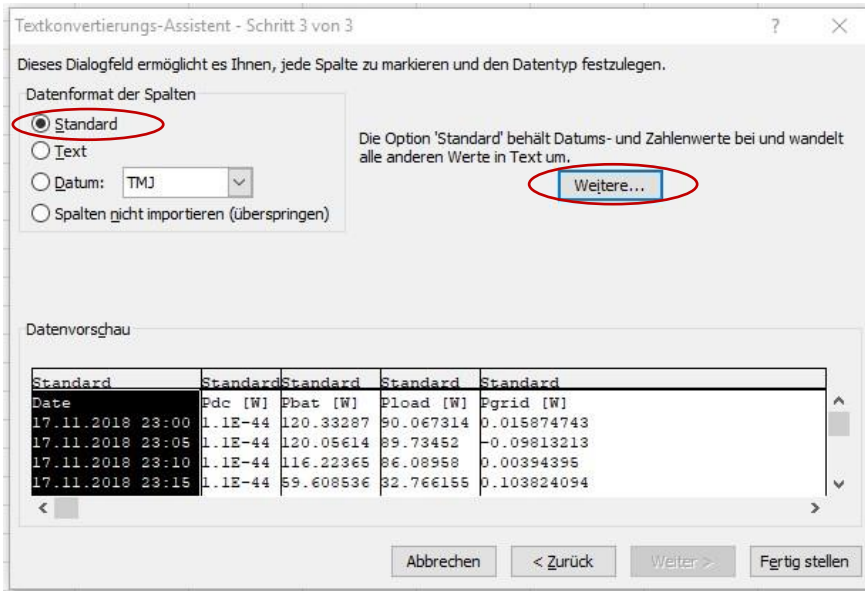 Textkonvertierungs-Assistent - Schritt 3 von 3 ? ×
Dieses Dialogfeld ermöglicht es Ihnen, jede Spalte zu markieren und den Datentyp festzulegen.
Datenformat der Spalten
Standard
Text
Datum: TMJ
Spalten nicht importieren (überspringen)
Die Option 'Standard' behält Datums- und Zahlenwerte bei und wandelt
alle anderen Werte in Text um.
Weitere...
Datenvorschau
Standard Standard Standard Standard Standard
Date Pdc [W] Pbat [W] Pload [W] Pgrid [W]
17.11.2018 23:00 1.1E-44 120.33287 90.067314 0.015874743
17.11.2018 23:05 1.1E-44 120.05614 89.73452 -0.09813213
17.11.2018 23:10 1.1E-44 116.22365 86.08958 0.00394395
17.11.2018 23:15 1.1E-44 59.608536 32.766155 0.103824094
Abbrechen < Zurück Weiter > Fertig stellen